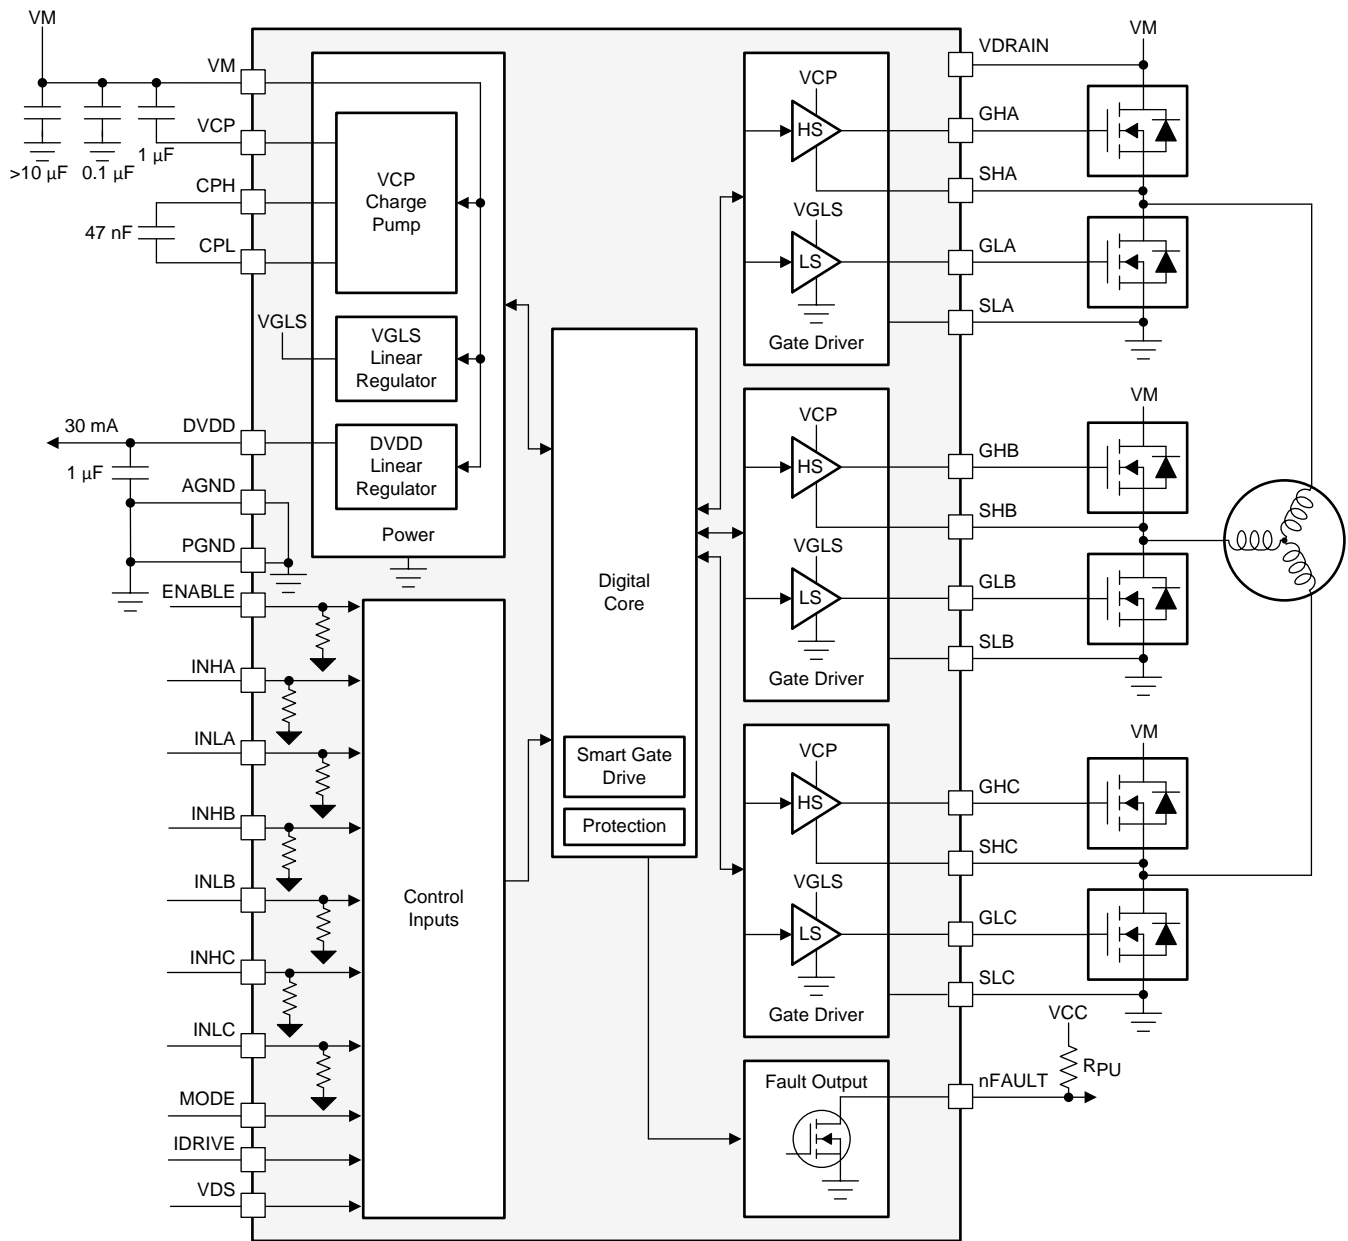 VM
VM
>10 µF
0.1 µF
1 µF
VCP
CPH
47 nF
CPL
VCP
Charge
Pump
VGLS
VGLS
Linear
Regulator
30 mA
DVDD
1 µF
DVDD
Linear
Regulator
AGND
PGND
Power
ENABLE
INHA
INLA
INHB
INLB
INHC
INLC
MODE
IDRIVE
VDS
Control
Inputs
Digital
Core
Smart Gate
Drive
Protection
VCP
HS
VGLS
LS
Gate Driver
VCP
HS
VGLS
LS
Gate Driver
VCP
HS
VGLS
LS
Gate Driver
Fault Output
VDRAIN
VM
GHA
SHA
GLA
SLA
VM
GHB
SHB
GLB
SLB
VM
GHC
SHC
GLC
SLC
VCC
RPU
nFAULT